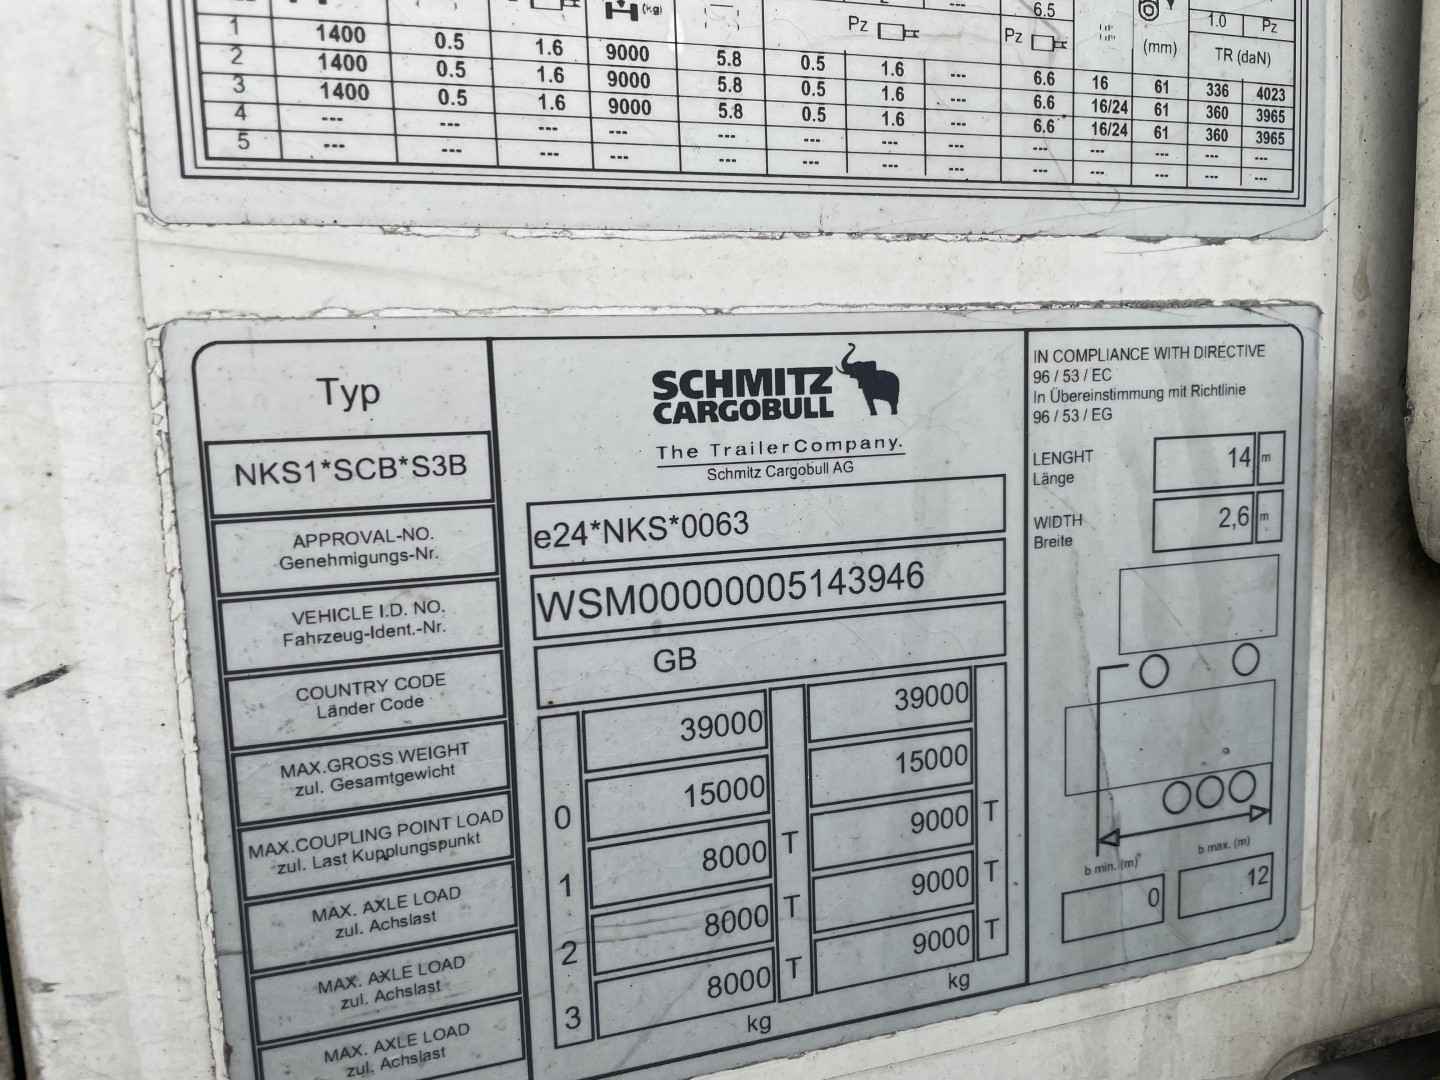 6.5
(kg)
1.0 Pz
Pz
Pz
(mm)
TR (daN)
1 1400 0.5 1.6 9000 5.8 0.5 1.6 --- 6.6 16 61 336 4023
2 1400 0.5 1.6 9000 5.8 0.5 1.6 --- 6.6 16/24 61 360 3965
3 1400 0.5 1.6 9000 5.8 0.5 1.6 --- 6.6 16/24 61 360 3965
4 --- --- --- --- --- --- --- --- --- --- --- --- ---
5 --- --- --- --- --- --- --- --- --- --- --- --- ---
Typ
NKS1*SCB*S3B
APPROVAL-NO.
Genehmigungs-Nr.
VEHICLE I.D. NO.
Fahrzeug-Ident.-Nr.
COUNTRY CODE
Länder Code
MAX.GROSS WEIGHT
zul. Gesamtgewicht
MAX.COUPLING POINT LOAD
zul. Last Kupplungspunkt
MAX. AXLE LOAD
zul. Achslast
MAX. AXLE LOAD
zul. Achslast
MAX. AXLE LOAD
zul. Achslast
SCHMITZ
CARGOBULL
The TrailerCompany.
Schmitz Cargobull AG
e24*NKS*0063
WSM00000005143946
GB
39000 39000
0 15000 15000
1 8000 T 9000 T
2 8000 T 9000 T
3 8000 T 9000 T
kg kg
IN COMPLIANCE WITH DIRECTIVE
96 / 53 / EC
In Übereinstimmung mit Richtlinie
96 / 53 / EG
LENGHT 14 m
Länge
WIDTH 2,6 m
Breite
b min. (m) b max. (m)
0 12